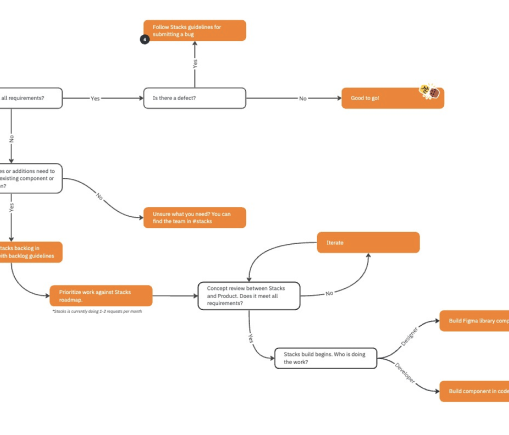 Follow Stacks guidelines for
submitting a bug
4
Yes
all requirements?
Yes
Is there a defect?
No
Good to go!
No
es or additions need to
existing component or
n?
No
Yes
Unsure what you need? You can
find the team in #stacks
tacks backlog in
ith backlog guidelines
Iterate
Prioritize work against Stacks
roadmap
*Stacks is currently doing 2-3 requests per month
Concept review between Stacks
and Product. Does it meet all
requirements?
No
Yes
Stacks build begins. Who is doing
the work?
Designer
Build Figma library comp
Developer
Build component in code